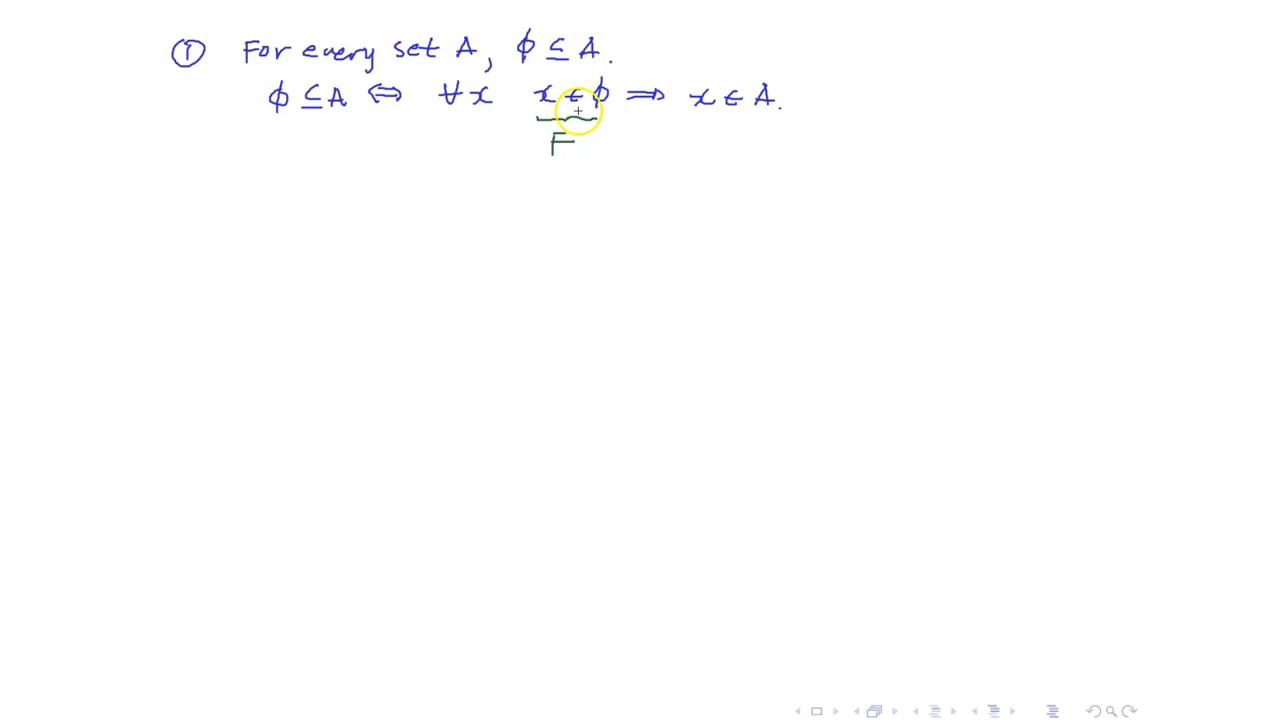 ① For every set A, ϕ ⊆ A.
ϕ ⊆ A ⟺ ∀x x ∈ ϕ ⟹ x ∈ A.
F